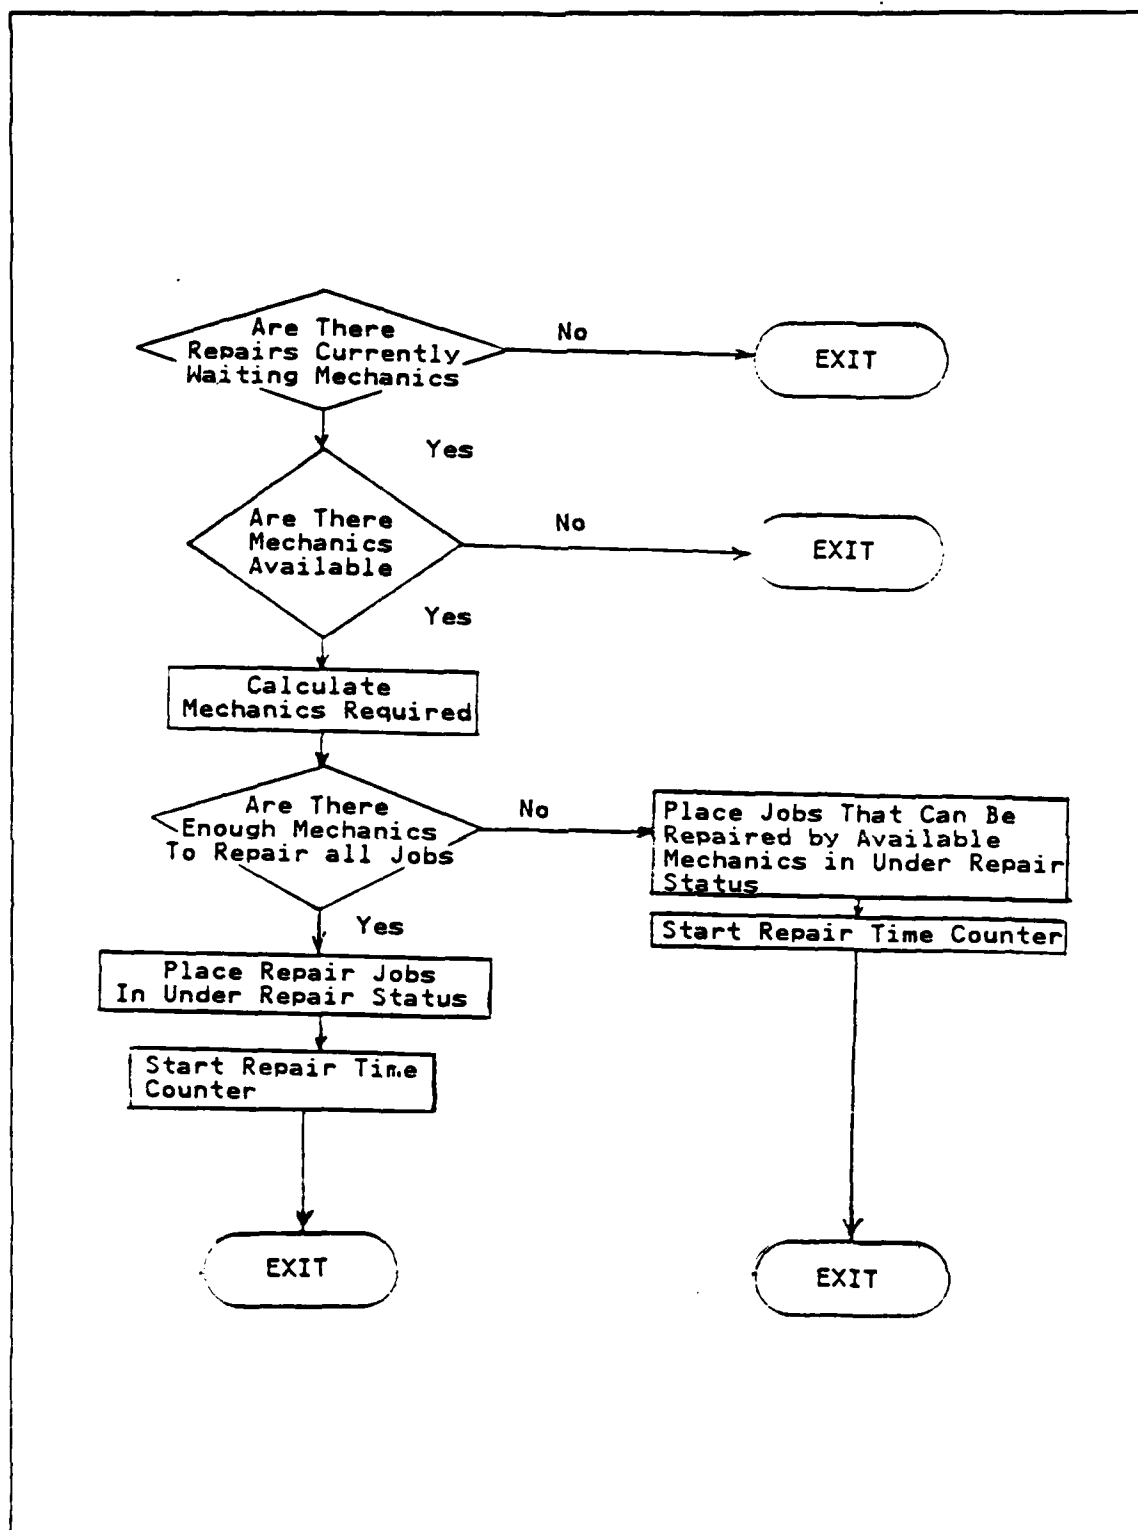 Are There
Repairs Currently
Waiting Mechanics
No
EXIT
Yes
Are There
Mechanics
Available
No
EXIT
Yes
Calculate
Mechanics Required
Are There
Enough Mechanics
To Repair all Jobs
No
Place Jobs That Can Be
Repaired by Available
Mechanics in Under Repair
Status
Start Repair Time Counter
Yes
Place Repair Jobs
In Under Repair Status
Start Repair Time
Counter
EXIT
EXIT